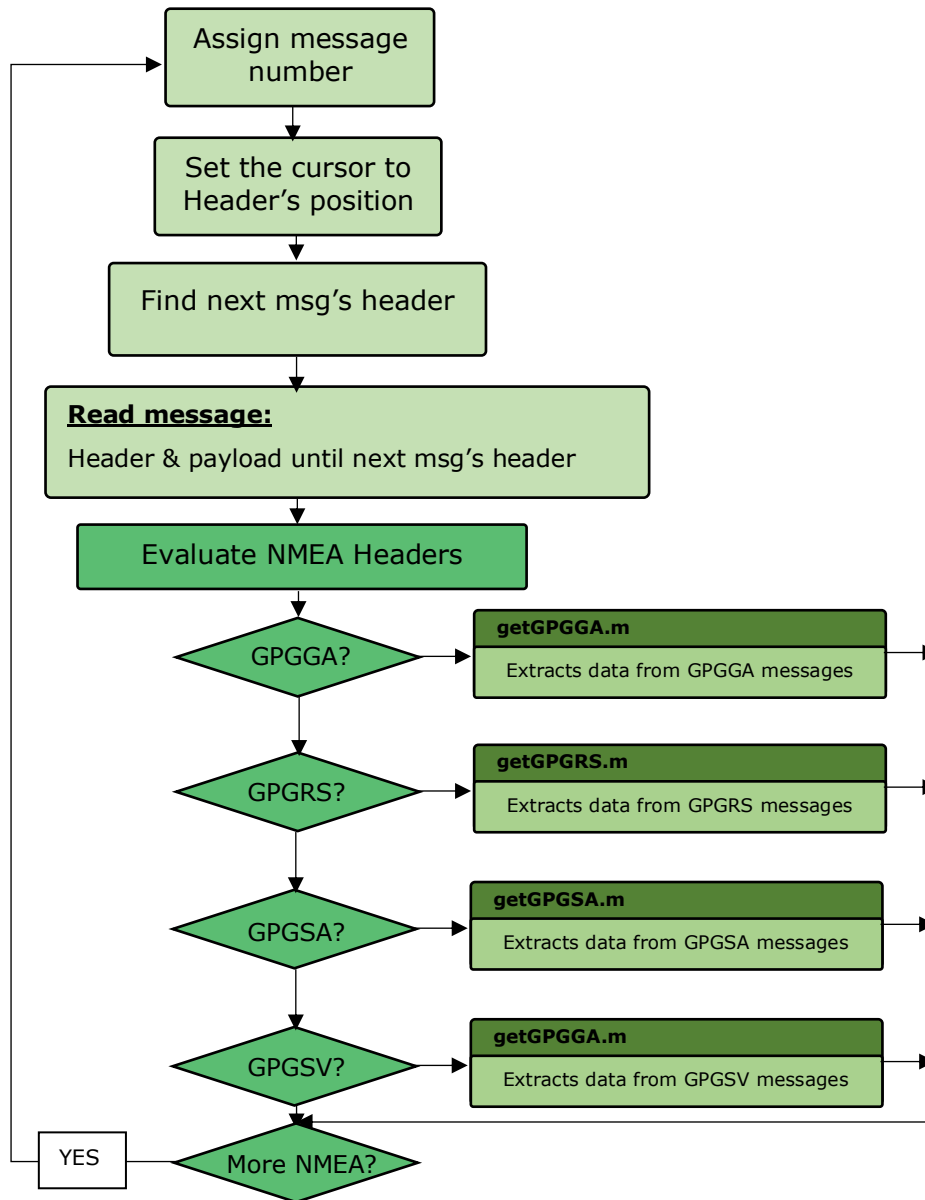 Assign message
number
Set the cursor to
Header’s position
Find next msg’s header
Read message:
Header & payload until next msg’s header
Evaluate NMEA Headers
GPGGA?
getGPGGA.m
Extracts data from GPGGA messages
GPGRS?
getGPGRS.m
Extracts data from GPGRS messages
GPGSA?
getGPGSA.m
Extracts data from GPGSA messages
GPGSV?
getGPGGA.m
Extracts data from GPGSV messages
YES
More NMEA?